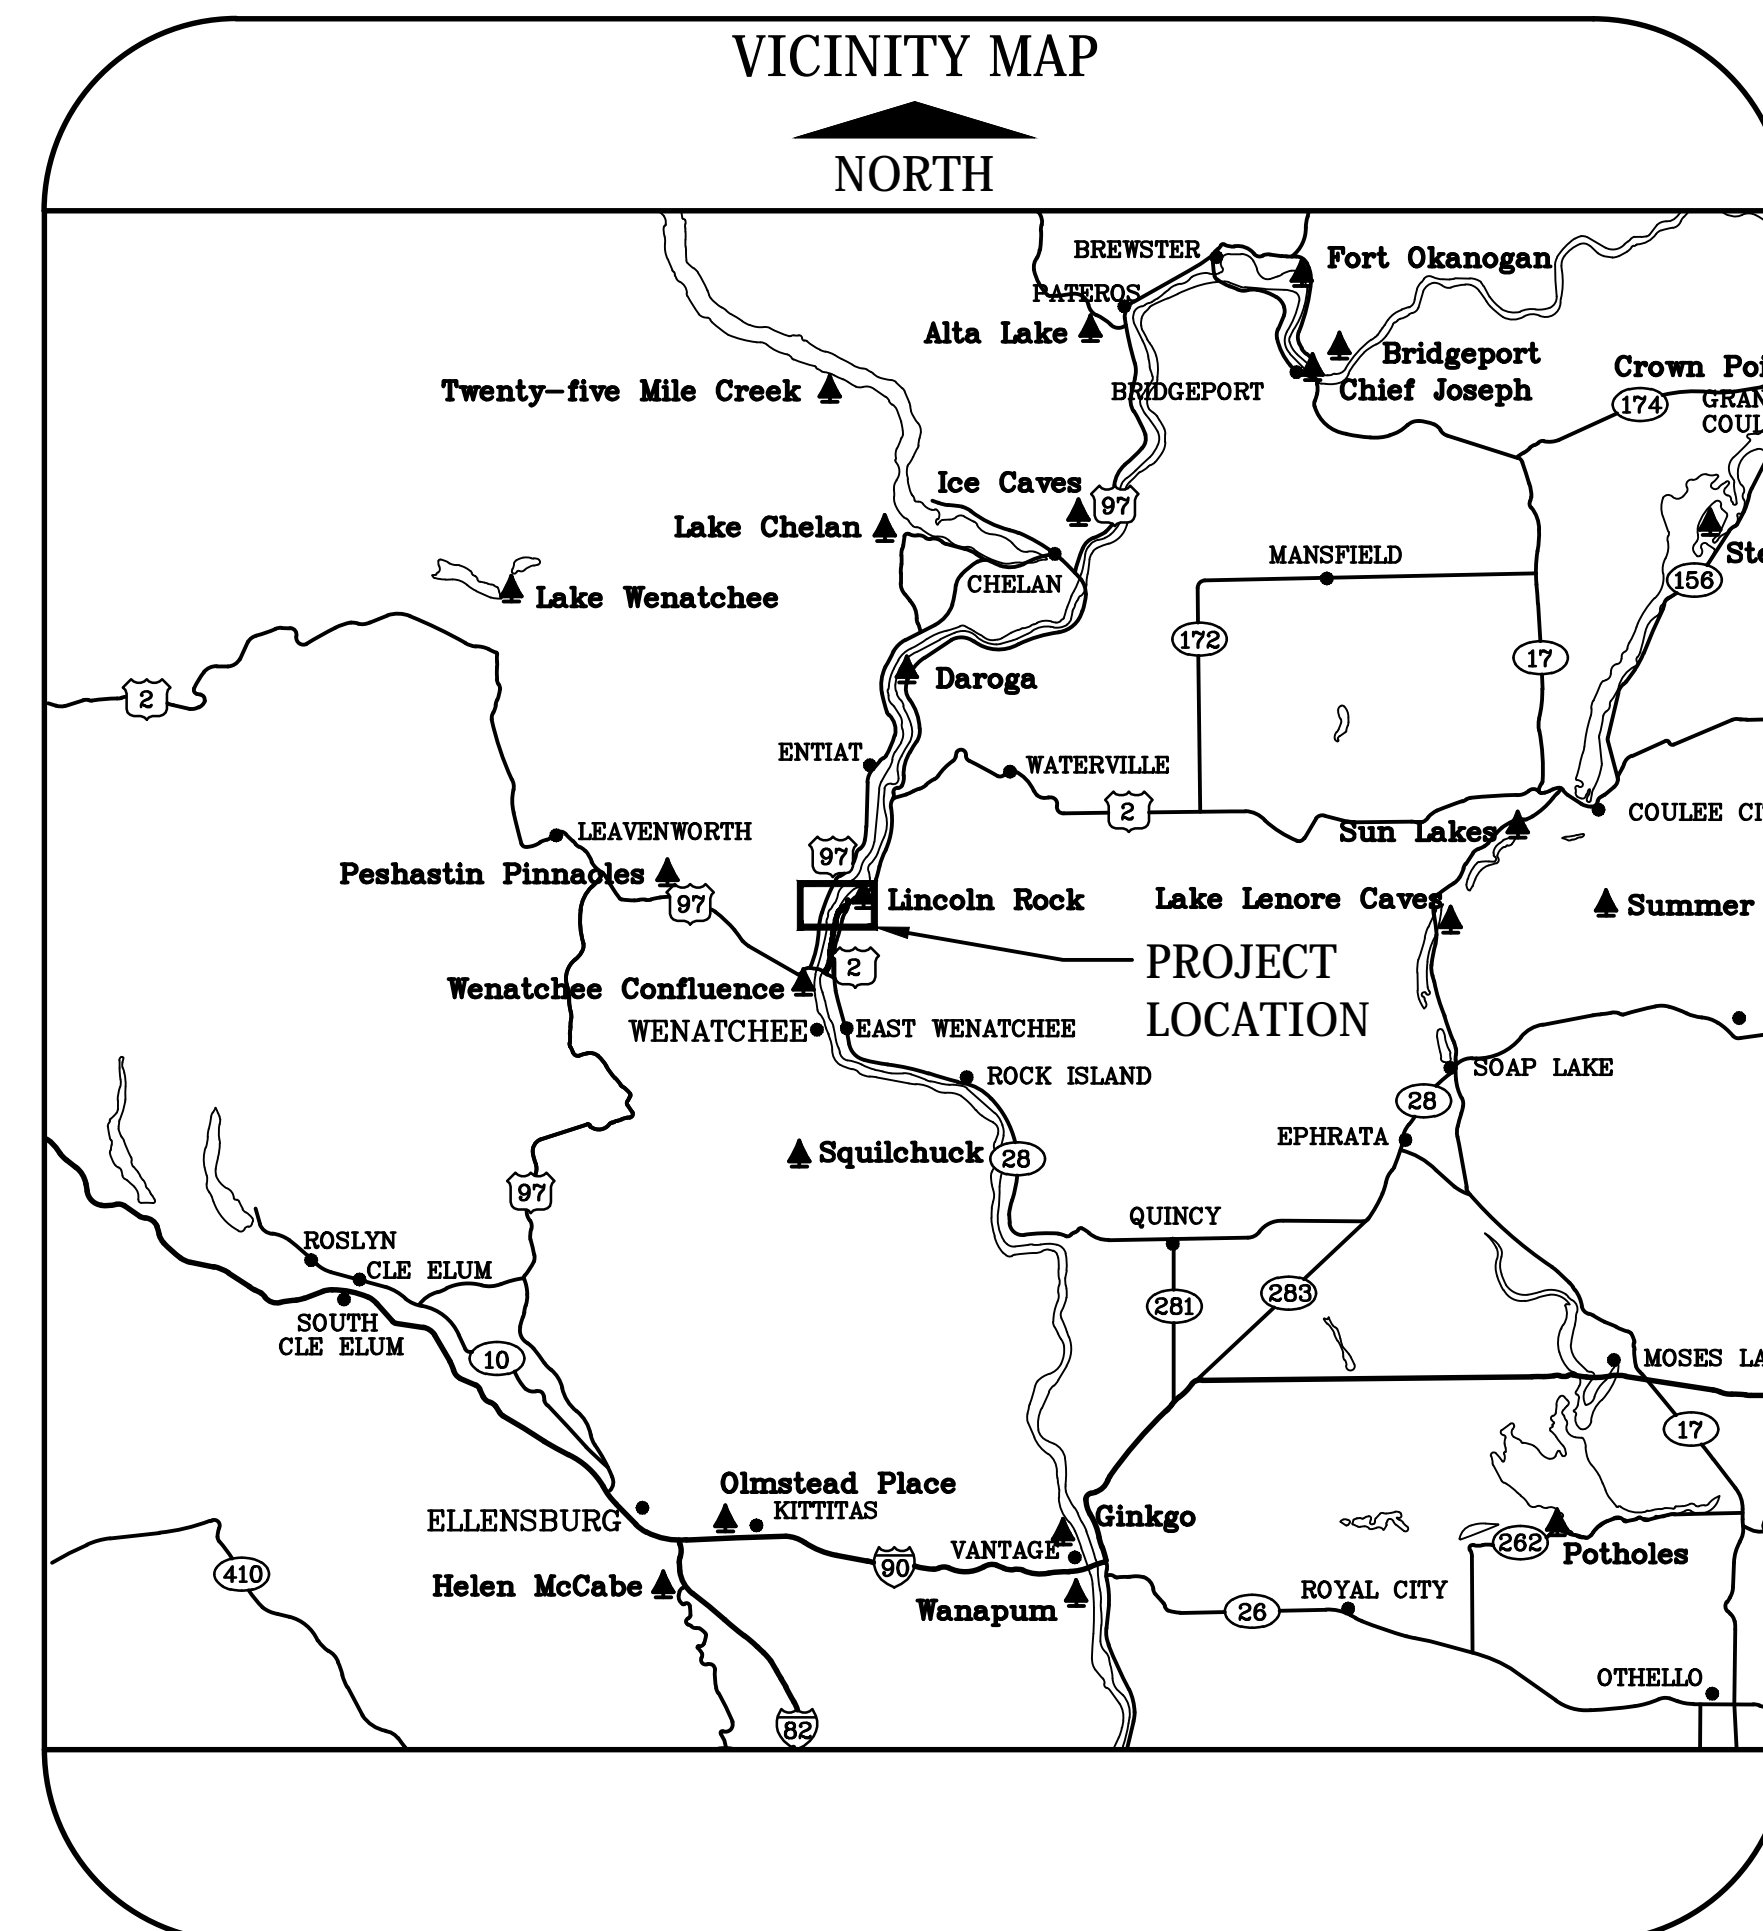 VICINITY MAP
NORTH
BREWSTER
Fort Okanogan
PATEROS
Alta Lake
Bridgeport
Crown Poi
Twenty-five Mile Creek
BRIDGEPORT
Chief Joseph
174
GRAN
COUL
Ice Caves
97
Lake Chelan
MANSFIELD
Ste
CHELAN
156
Lake Wenatchee
172
17
Daroga
2
ENTIAT
WATERVILLE
2
COULEE CI
LEAVENWORTH
Sun Lakes
97
Peshastin Pinnacles
97
Lincoln Rock
Lake Lenore Caves
Summer
2
PROJECT
LOCATION
Wenatchee Confluence
WENATCHEE
EAST WENATCHEE
ROCK ISLAND
SOAP LAKE
28
EPHRATA
Squilchuck
28
97
QUINCY
ROSLYN
CLE ELUM
283
281
SOUTH
CLE ELUM
10
MOSES LA
17
Olmstead Place
KITTITAS
ELLENSBURG
Ginkgo
VANTAGE
262
Potholes
90
410
Helen McCabe
Wanapum
26
ROYAL CITY
OTHELLO
82